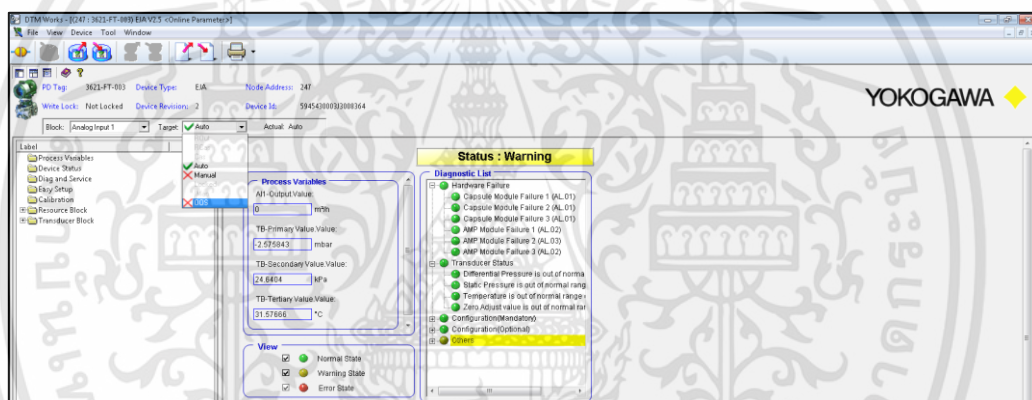 DTM Works - [(247 : 3621-FT-003) EJA V2.5 <Online Parameter>]
File View Device Tool Window
PD Tag: 3621-FT-003 Device Type: EJA Node Address: 247
Write Lock: Not Locked Device Revision: 2 Device Id: 5945430003J3008364
YOKOGAWA
Block: Analog Input 1 Target: Auto Actual: Auto
Auto
Manual
OOS
Label
Process Variables
Device Status
Diag and Service
Easy Setup
Calibration
Resource Block
Transducer Block
Process Variables
AI1-OutputValue:
0 m³/h
TB-Primary Value.Value:
-2.575843 mbar
TB-Secondary Value.Value:
24.6404 kPa
TB-Tertiary Value.Value:
31.57666 °C
View
Normal State
Warning State
Error State
Status : Warning
Diagnostic List
Hardware Failure
Capsule Module Failure 1 (AL.01)
Capsule Module Failure 2 (AL.01)
Capsule Module Failure 3 (AL.01)
AMP Module Failure 1 (AL.02)
AMP Module Failure 2 (AL.03)
AMP Module Failure 3 (AL.02)
Transducer Status
Differential Pressure is out of norma
Static Pressure is out of normal rang
Temperature is out of normal range
Zero Adjust value is out of normal rar
Configuration(Mandatory)
Configuration(Optional)
Others